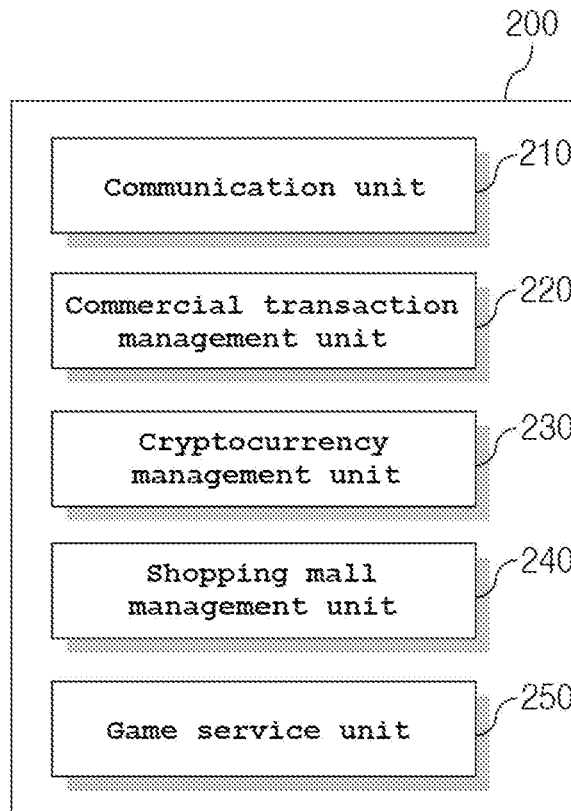 200
Communication unit
210
Commercial transaction
management unit
220
Cryptocurrency
management unit
230
Shopping mall
management unit
240
Game service unit
250